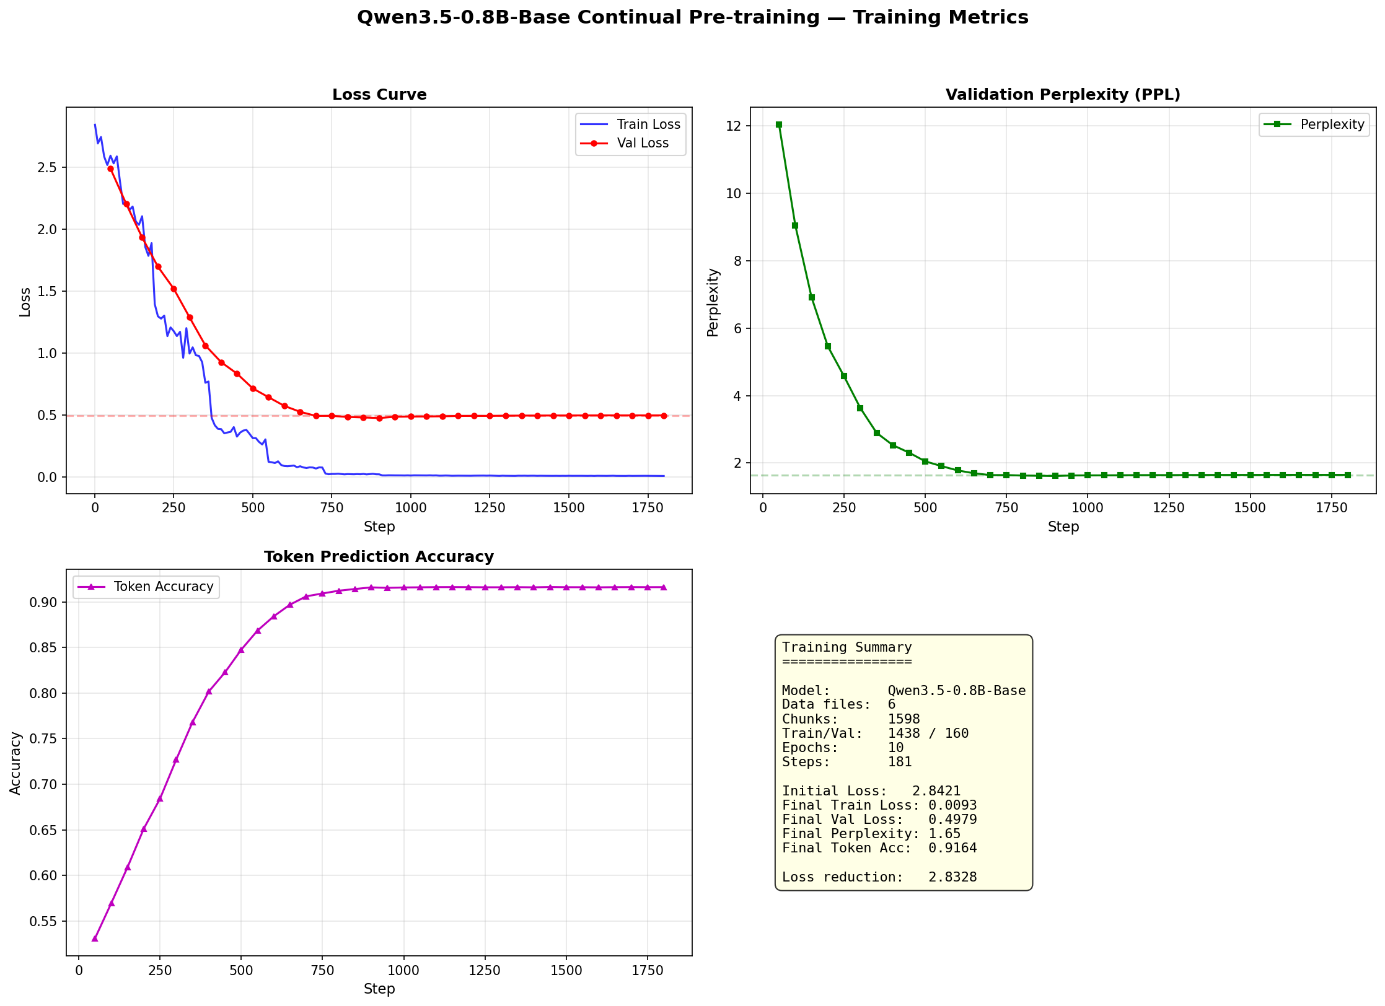 Qwen3.5-0.8B-Base Continual Pre-training — Training Metrics
Loss Curve
Train Loss
Val Loss
Loss
2.5
2.0
1.5
1.0
0.5
0.0
0 250 500 750 1000 1250 1500 1750
Step
Validation Perplexity (PPL)
Perplexity
Perplexity
12
10
8
6
4
2
0 250 500 750 1000 1250 1500 1750
Step
Token Prediction Accuracy
Token Accuracy
Accuracy
0.90
0.85
0.80
0.75
0.70
0.65
0.60
0.55
0 250 500 750 1000 1250 1500 1750
Step
Training Summary
================
Model: Qwen3.5-0.8B-Base
Data files: 6
Chunks: 1598
Train/Val: 1438 / 160
Epochs: 10
Steps: 181
Initial Loss: 2.8421
Final Train Loss: 0.0093
Final Val Loss: 0.4979
Final Perplexity: 1.65
Final Token Acc: 0.9164
Loss reduction: 2.8328